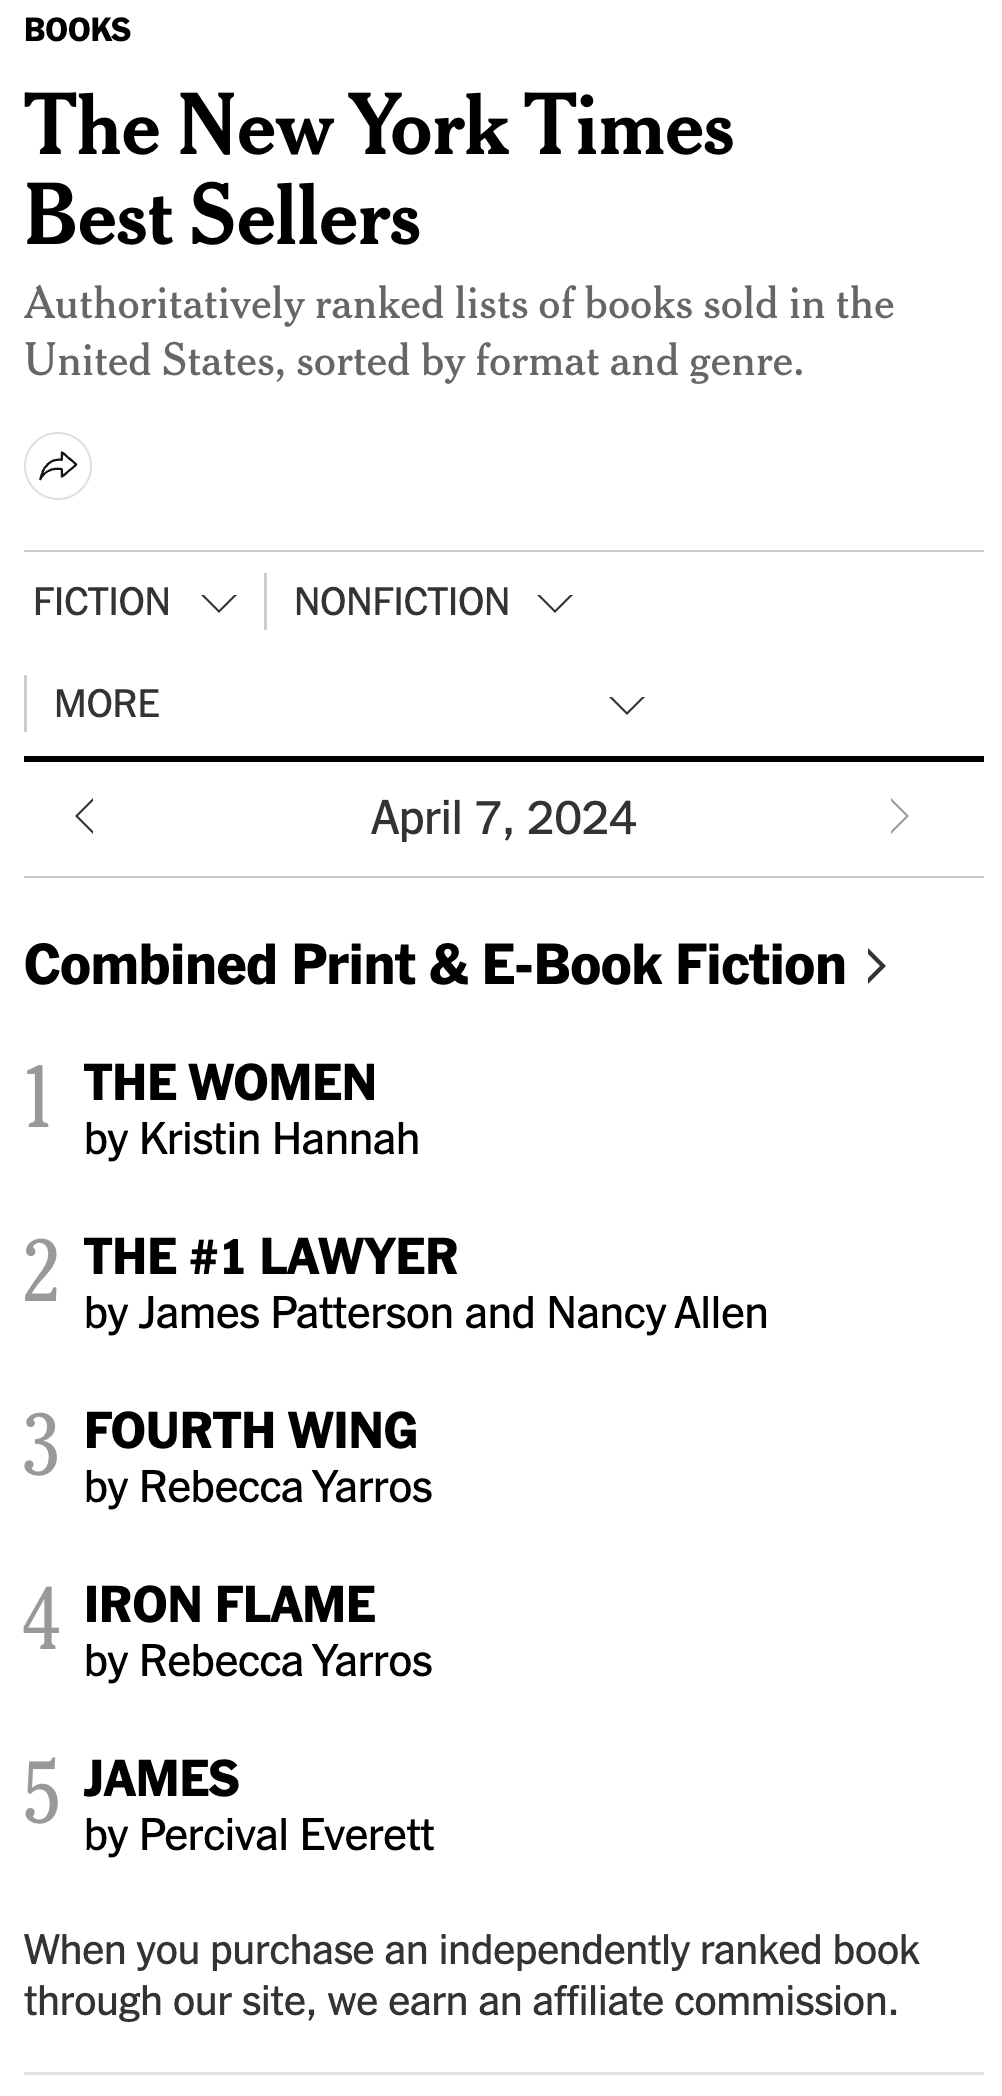 BOOKS
The New York Times
Best Sellers
Authoritatively ranked lists of books sold in the
United States, sorted by format and genre.
FICTION
NONFICTION
MORE
April 7, 2024
Combined Print & E-Book Fiction
1
THE WOMEN
by Kristin Hannah
2
THE #1 LAWYER
by James Patterson and Nancy Allen
3
FOURTH WING
by Rebecca Yarros
4
IRON FLAME
by Rebecca Yarros
5
JAMES
by Percival Everett
When you purchase an independently ranked book
through our site, we earn an affiliate commission.